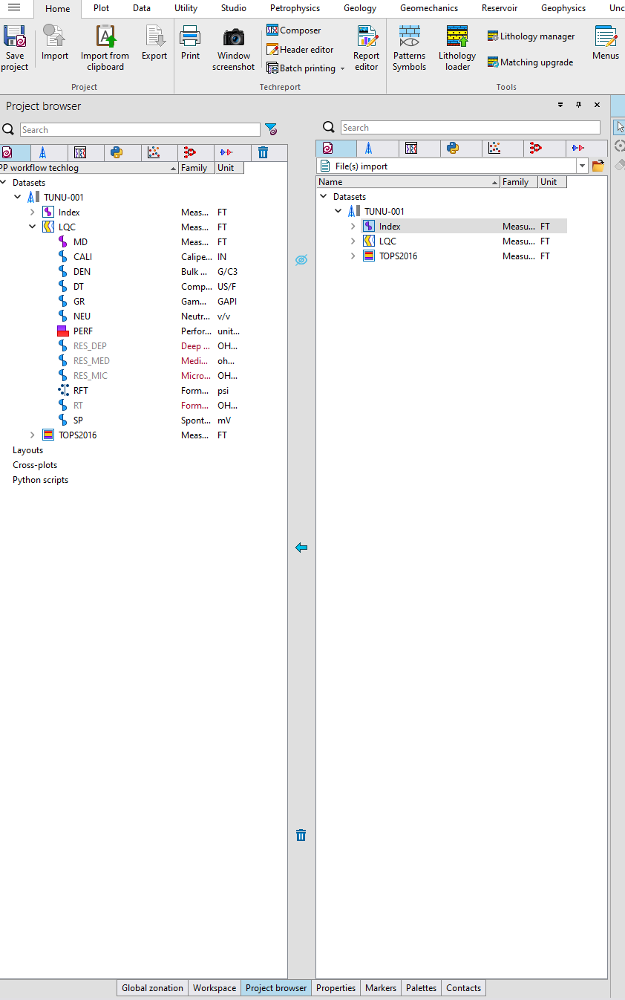 Home Plot Data Utility Studio Petrophysics Geology Geomechanics Reservoir Geophysics Unc
Save project
Import
Import from clipboard
Export
Print
Window screenshot
Composer
Header editor
Batch printing
Report editor
Patterns Symbols
Lithology loader
Lithology manager
Matching upgrade
Menus
Project Techreport Tools
Project browser
Search
PP workflow techlog Family Unit
Datasets
TUNU-001
Index Meas... FT
LQC Meas... FT
MD Meas... FT
CALI Calipe... IN
DEN Bulk ... G/C3
DT Comp... US/F
GR Gam... GAPI
NEU Neutr... v/v
PERF Perfor... unit...
RES_DEP Deep ... OH...
RES_MED Medi... oh...
RES_MIC Micro... OH...
RFT Form... psi
RT Form... OH...
SP Spont... mV
TOPS2016 Meas... FT
Layouts
Cross-plots
Python scripts
Search
File(s) import
Name Family Unit
Datasets
TUNU-001
Index Measu... FT
LQC Measu... FT
TOPS2016 Measu... FT
Global zonation Workspace Project browser Properties Markers Palettes Contacts